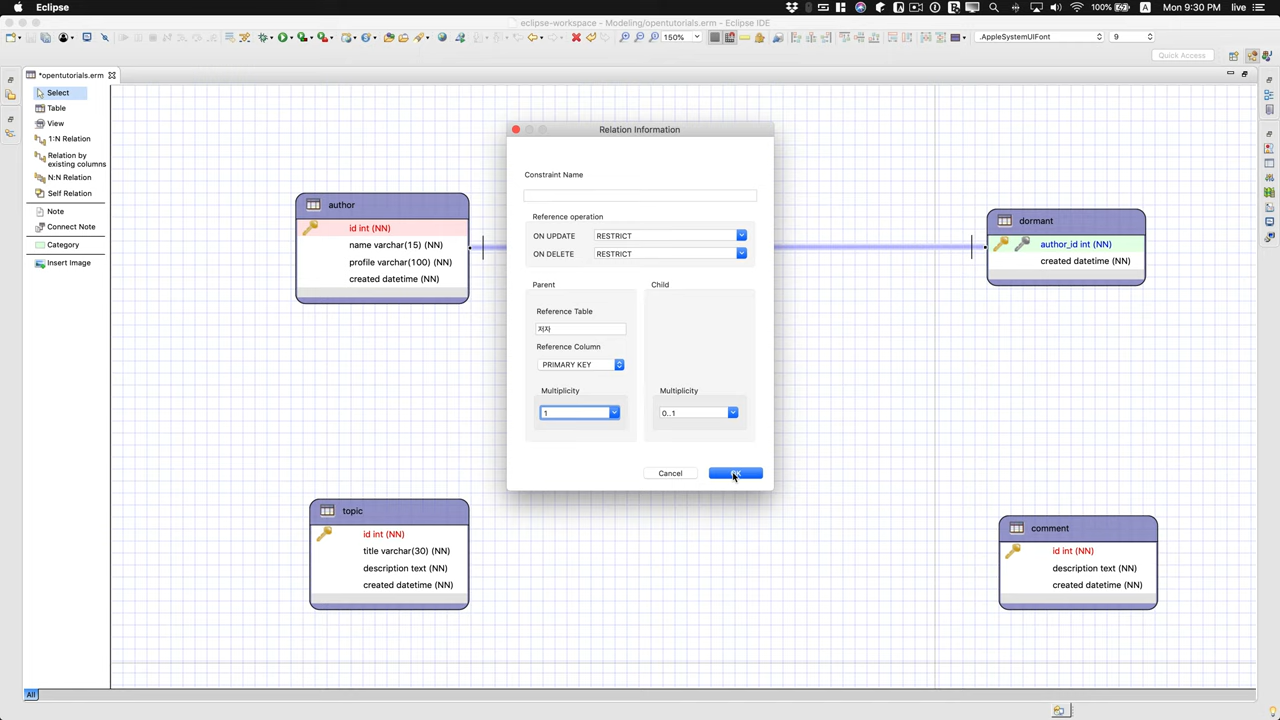 Eclipse
100%
A
Mon 9:30 PM
live
eclipse-workspace - Modeling/opentutorials.erm - Eclipse IDE
150%
.AppleSystemUIFont
9
Quick Access
*opentutorials.erm
Select
Table
View
1:N Relation
Relation by
existing columns
N:N Relation
Self Relation
Note
Connect Note
Category
Insert Image
author
id int (NN)
name varchar(15) (NN)
profile varchar(100) (NN)
created datetime (NN)
dormant
author_id int (NN)
created datetime (NN)
topic
id int (NN)
title varchar(30) (NN)
description text (NN)
created datetime (NN)
comment
id int (NN)
description text (NN)
created datetime (NN)
Relation Information
Constraint Name
Reference operation
ON UPDATE
RESTRICT
ON DELETE
RESTRICT
Parent
Child
Reference Table
저자
Reference Column
PRIMARY KEY
Multiplicity
1
Multiplicity
0..1
Cancel
OK
All